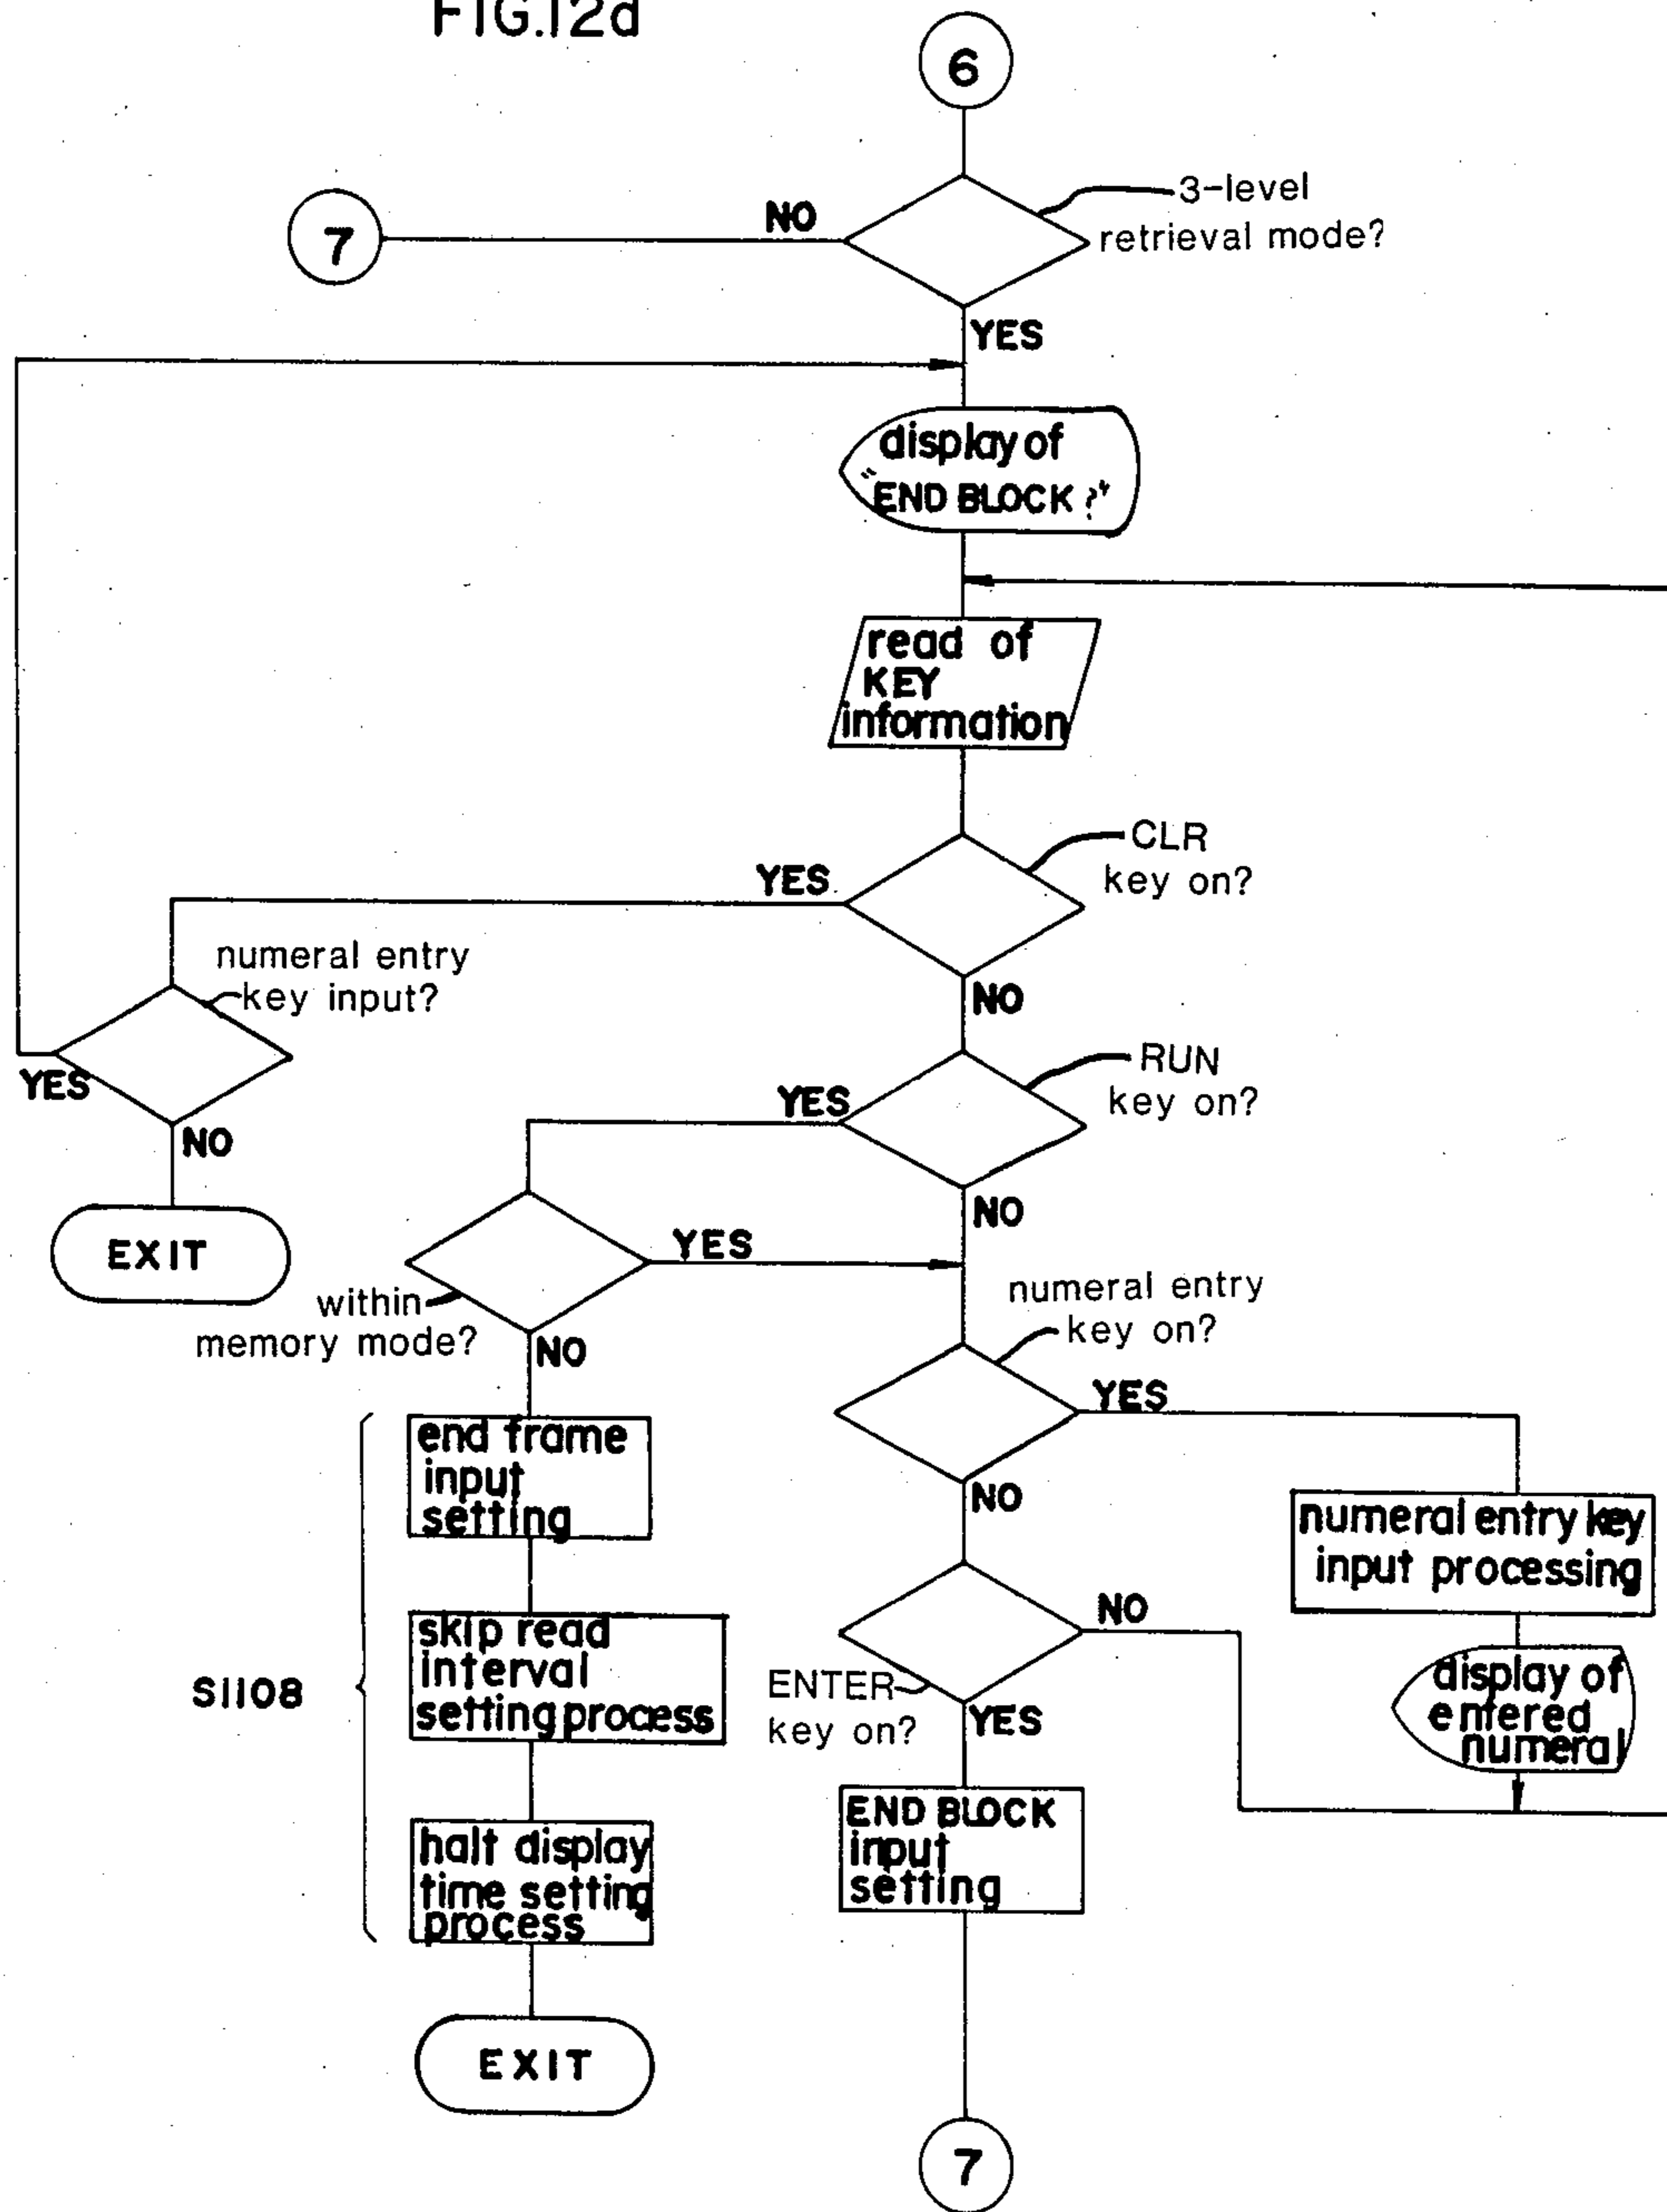 FIG.12d
6
3-level
retrieval mode?
NO
7
YES
display of
"END BLOCK ?"
read of
KEY
information
CLR
key on?
YES
NO
numeral entry
key input?
YES
NO
EXIT
RUN
key on?
YES
NO
within
memory mode?
YES
NO
numeral entry
key on?
YES
NO
numeral entry key
input processing
display of
entered
numeral
end frame
input
setting
skip read
interval
setting process
halt display
time setting
process
S1108
EXIT
ENTER
key on?
NO
YES
END BLOCK
input
setting
7